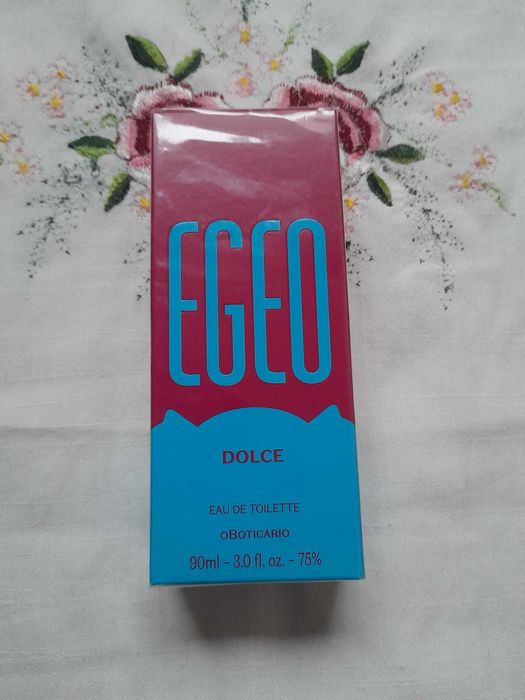 EGEO
DOLCE
EAU DE TOILETTE
oBOTICÁRIO
90ml – 3.0 fl. oz. – 75%